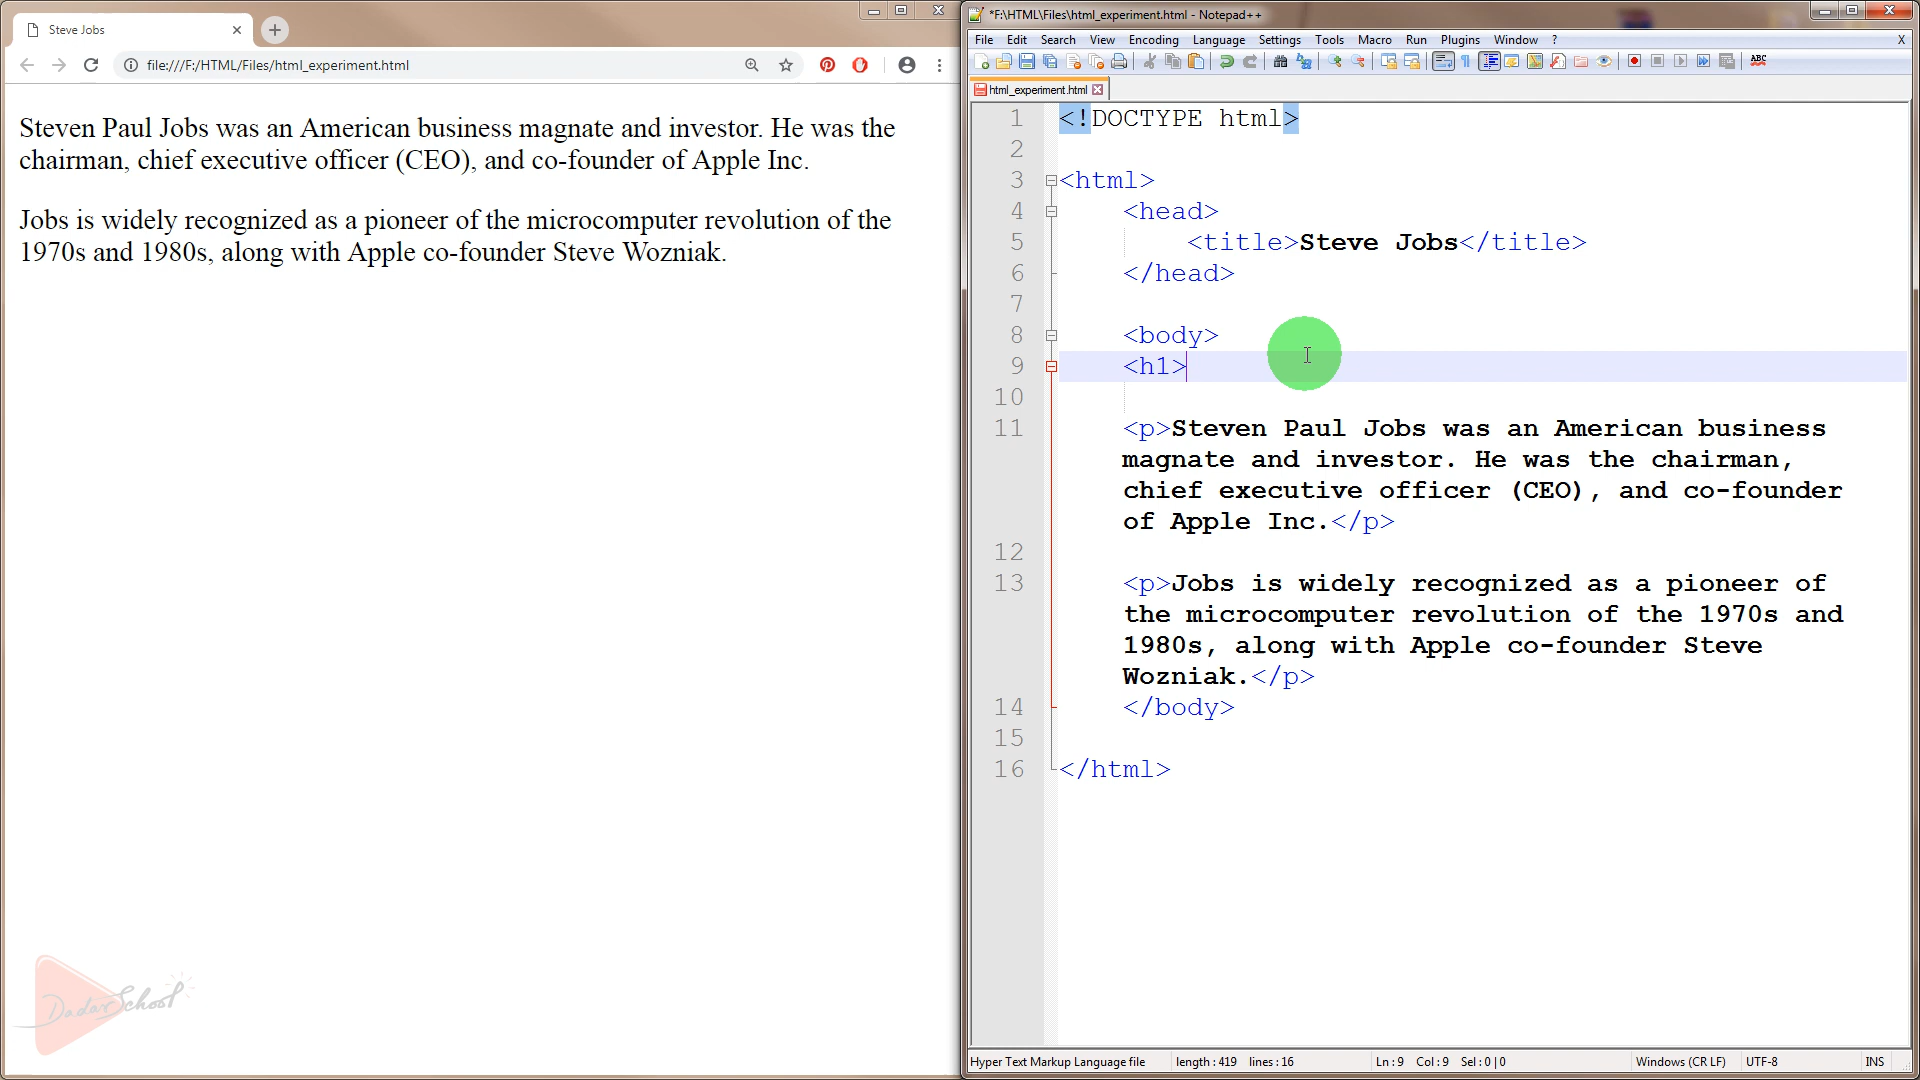 Steve Jobs
file:///F:/HTML/Files/html_experiment.html
Steven Paul Jobs was an American business magnate and investor. He was the
chairman, chief executive officer (CEO), and co-founder of Apple Inc.
Jobs is widely recognized as a pioneer of the microcomputer revolution of the
1970s and 1980s, along with Apple co-founder Steve Wozniak.
DadarSchool
*F:\HTML\Files\html_experiment.html - Notepad++
File Edit Search View Encoding Language Settings Tools Macro Run Plugins Window ? X
ABC
html_experiment.html
1 <!DOCTYPE html>
2
3 <html>
4 <head>
5 <title>Steve Jobs</title>
6 </head>
7
8 <body>
9 <h1>
10
11 <p>Steven Paul Jobs was an American business
magnate and investor. He was the chairman,
chief executive officer (CEO), and co-founder
of Apple Inc.</p>
12
13 <p>Jobs is widely recognized as a pioneer of
the microcomputer revolution of the 1970s and
1980s, along with Apple co-founder Steve
Wozniak.</p>
14 </body>
15
16 </html>
Hyper Text Markup Language file length : 419 lines : 16 Ln : 9 Col : 9 Sel : 0 | 0 Windows (CR LF) UTF-8 INS